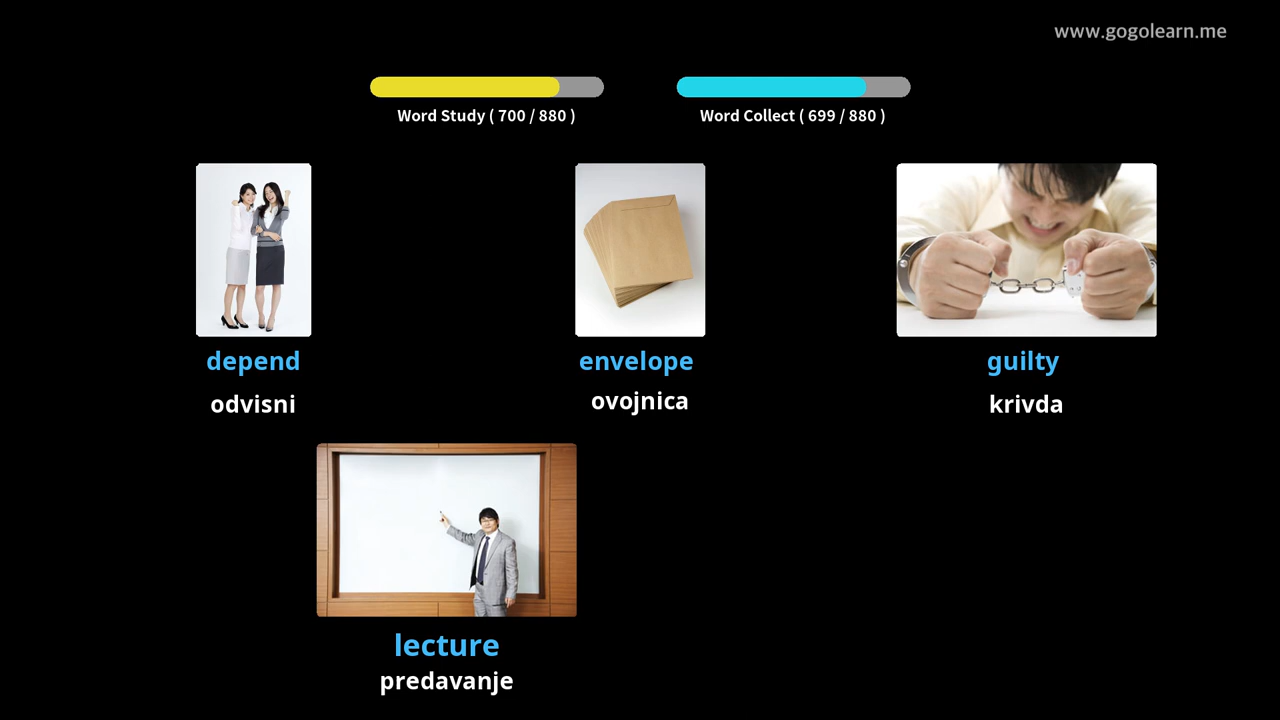 www.gogolearn.me
Word Study ( 700 / 880 )
Word Collect ( 699 / 880 )
depend
odvisni
envelope
ovojnica
guilty
krivda
lecture
predavanje